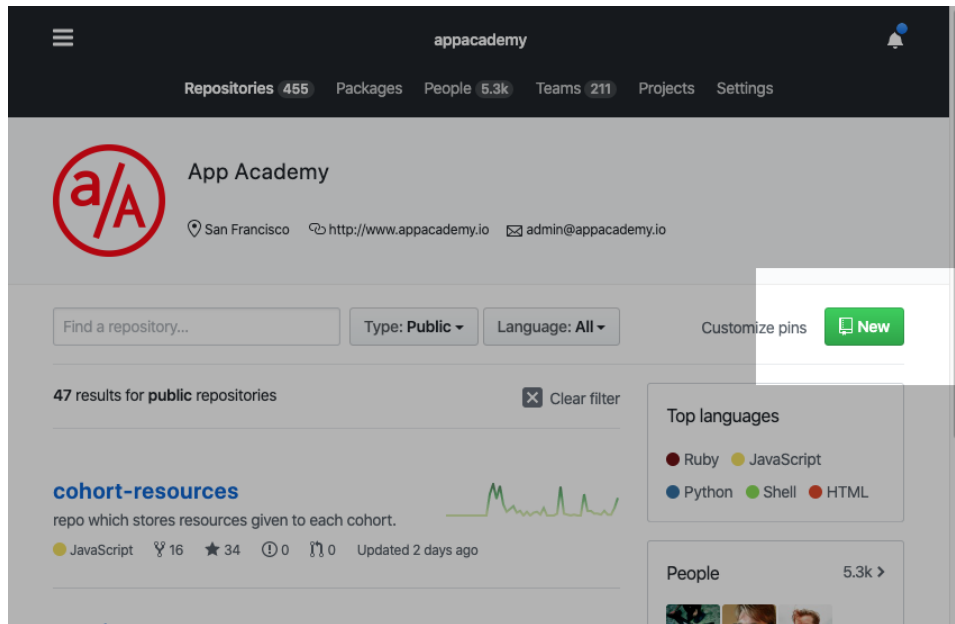 appacademy
Repositories 455 Packages People 5.3k Teams 211 Projects Settings
a/A
App Academy
San Francisco http://www.appacademy.io admin@appacademy.io
Find a repository... Type: Public Language: All Customize pins New
47 results for public repositories Clear filter
Top languages
Ruby JavaScript
Python Shell HTML
cohort-resources
repo which stores resources given to each cohort.
JavaScript 16 34 0 0 Updated 2 days ago
People 5.3k